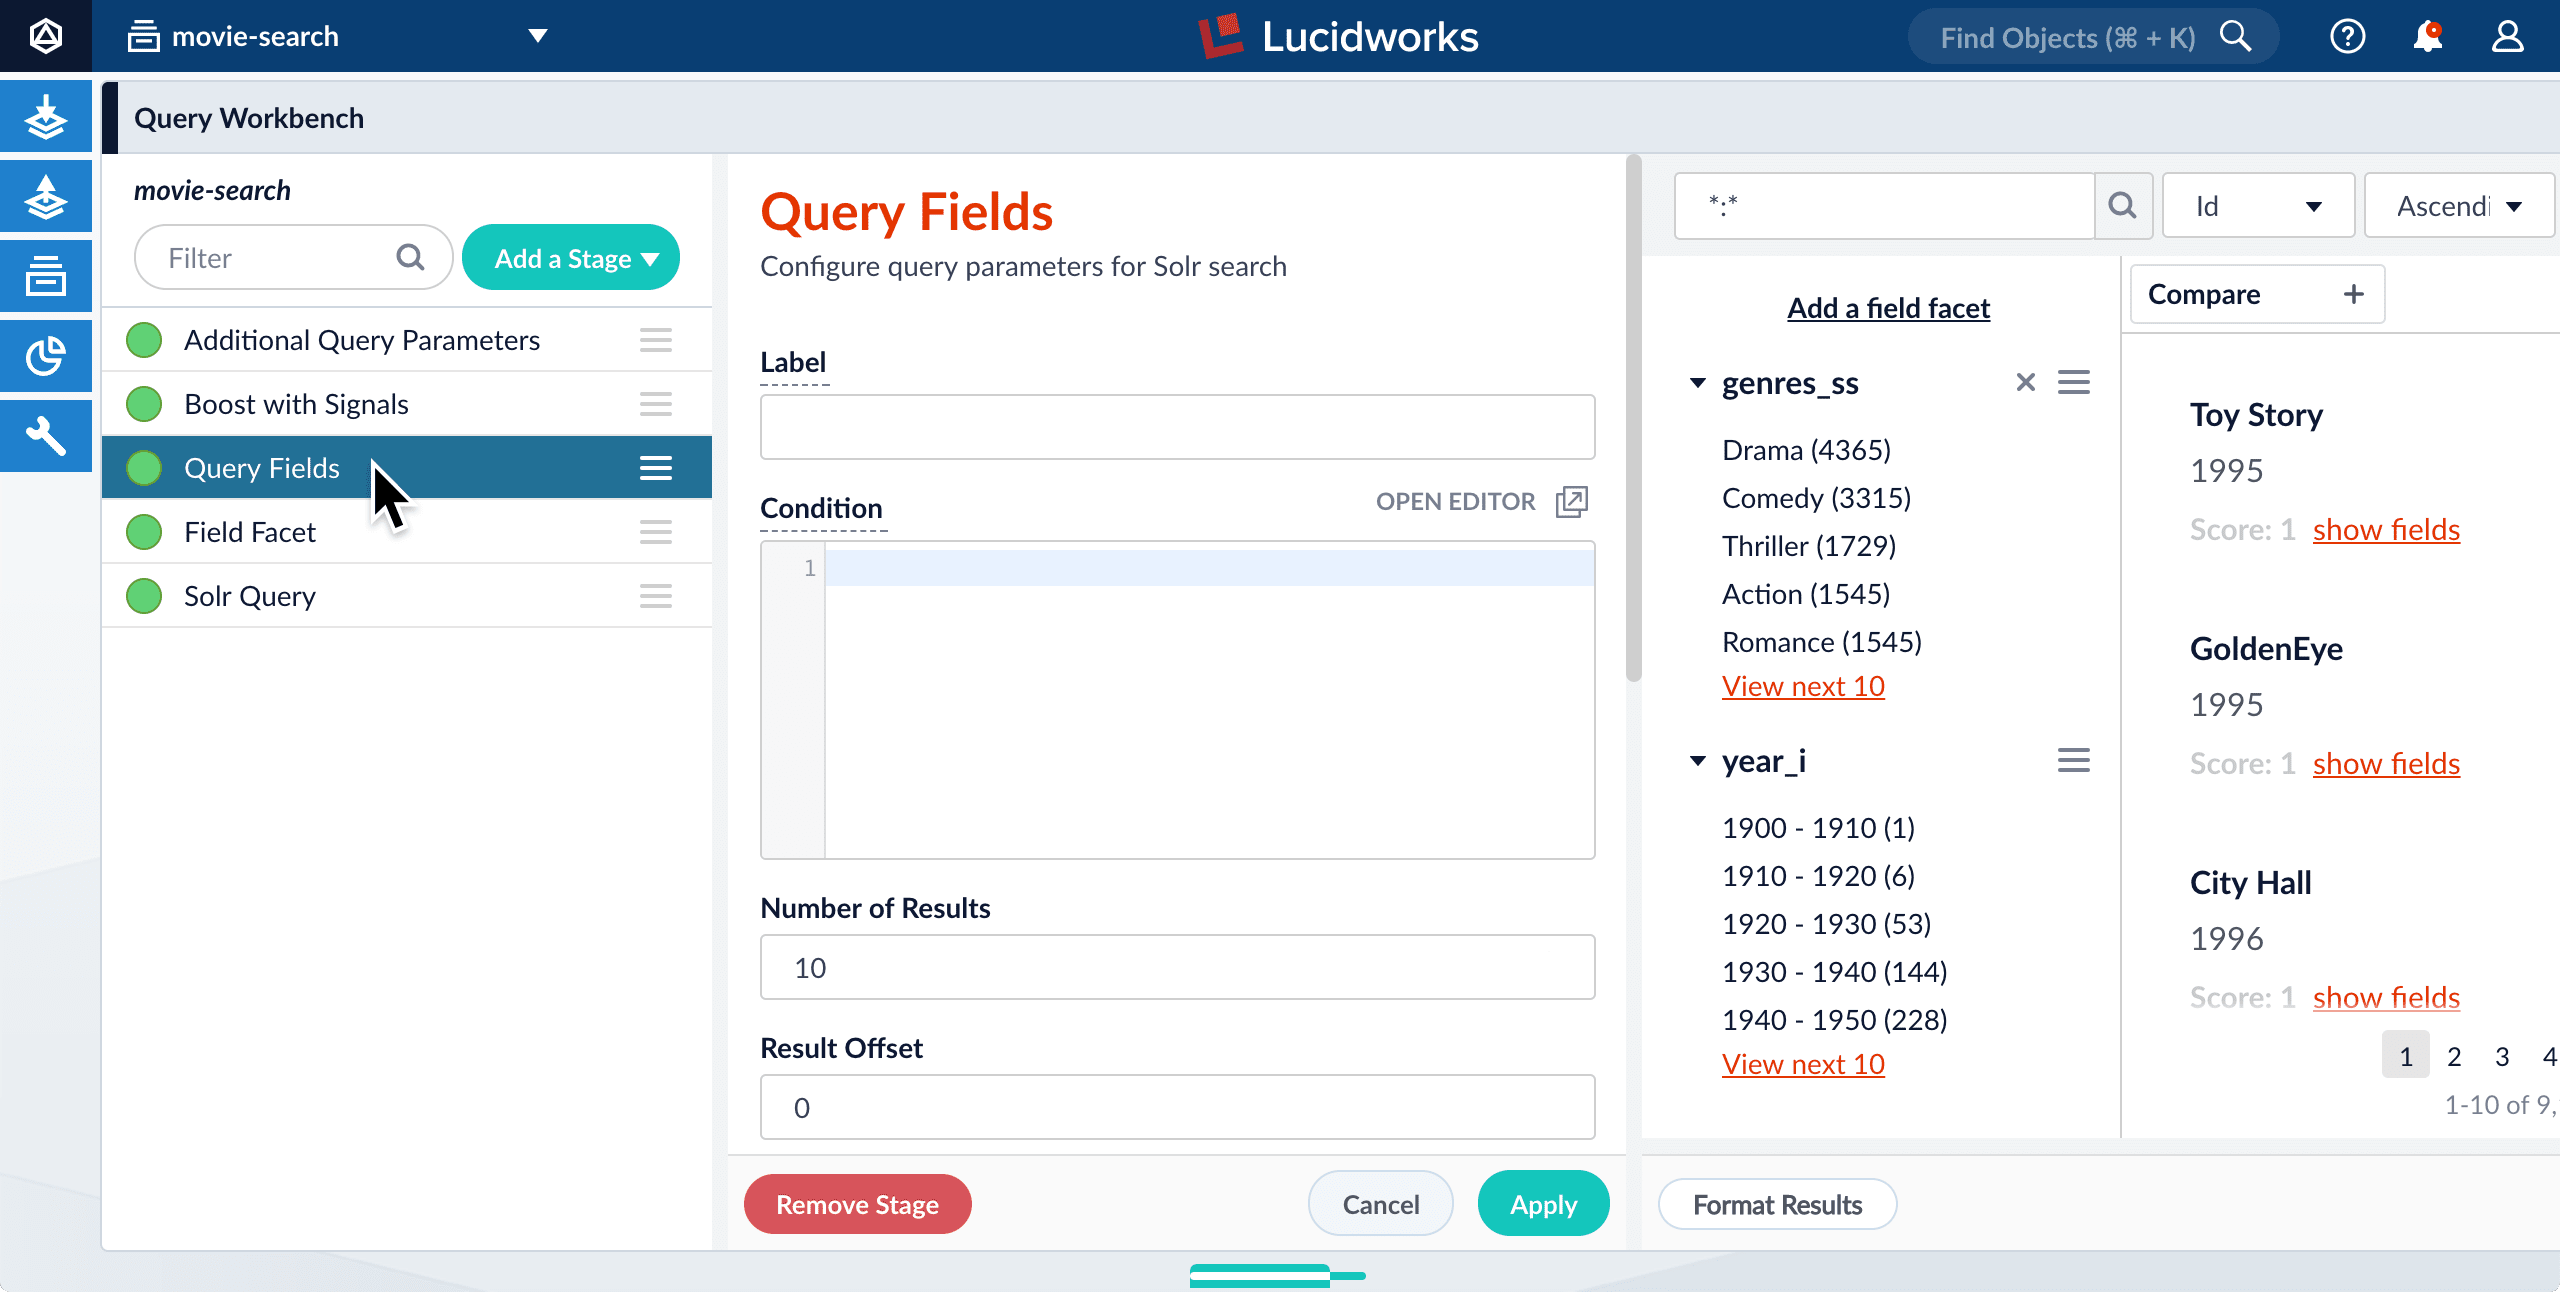 movie-search
Lucidworks
Find Objects (⌘ + K)
Query Workbench
movie-search
Filter
Add a Stage
Additional Query Parameters
Boost with Signals
Query Fields
Field Facet
Solr Query
Query Fields
Configure query parameters for Solr search
Label
Condition
OPEN EDITOR
1
Number of Results
10
Result Offset
0
Remove Stage
Cancel
Apply
*:*
Id
Ascendi
Add a field facet
genres_ss
Drama (4365)
Comedy (3315)
Thriller (1729)
Action (1545)
Romance (1545)
View next 10
year_i
1900 - 1910 (1)
1910 - 1920 (6)
1920 - 1930 (53)
1930 - 1940 (144)
1940 - 1950 (228)
View next 10
Compare
Toy Story
1995
Score: 1 show fields
GoldenEye
1995
Score: 1 show fields
City Hall
1996
Score: 1 show fields
1 2 3 4
1-10 of 9,
Format Results